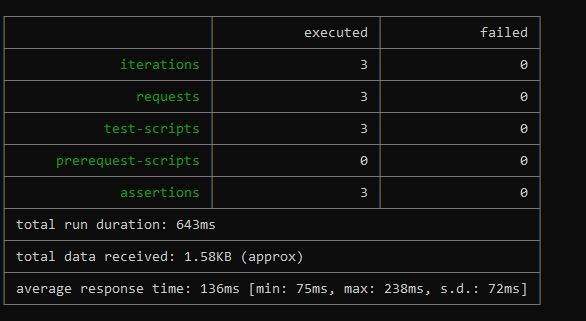 executed failed
iterations 3 0
requests 3 0
test-scripts 3 0
prerequest-scripts 0 0
assertions 3 0
total run duration: 643ms
total data received: 1.58KB (approx)
average response time: 136ms [min: 75ms, max: 238ms, s.d.: 72ms]